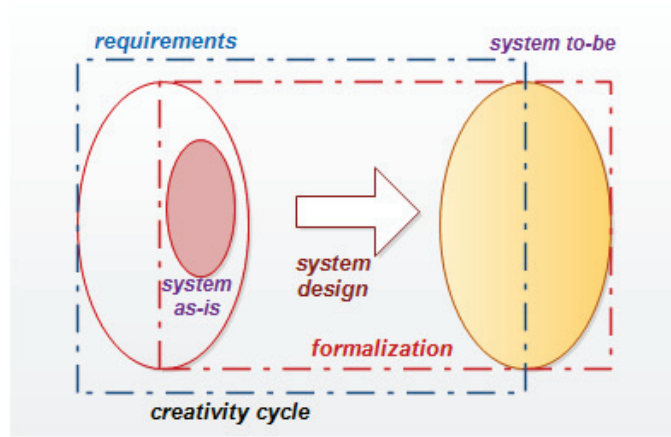 requirements
system to-be
system
as-is
system
design
formalization
creativity cycle